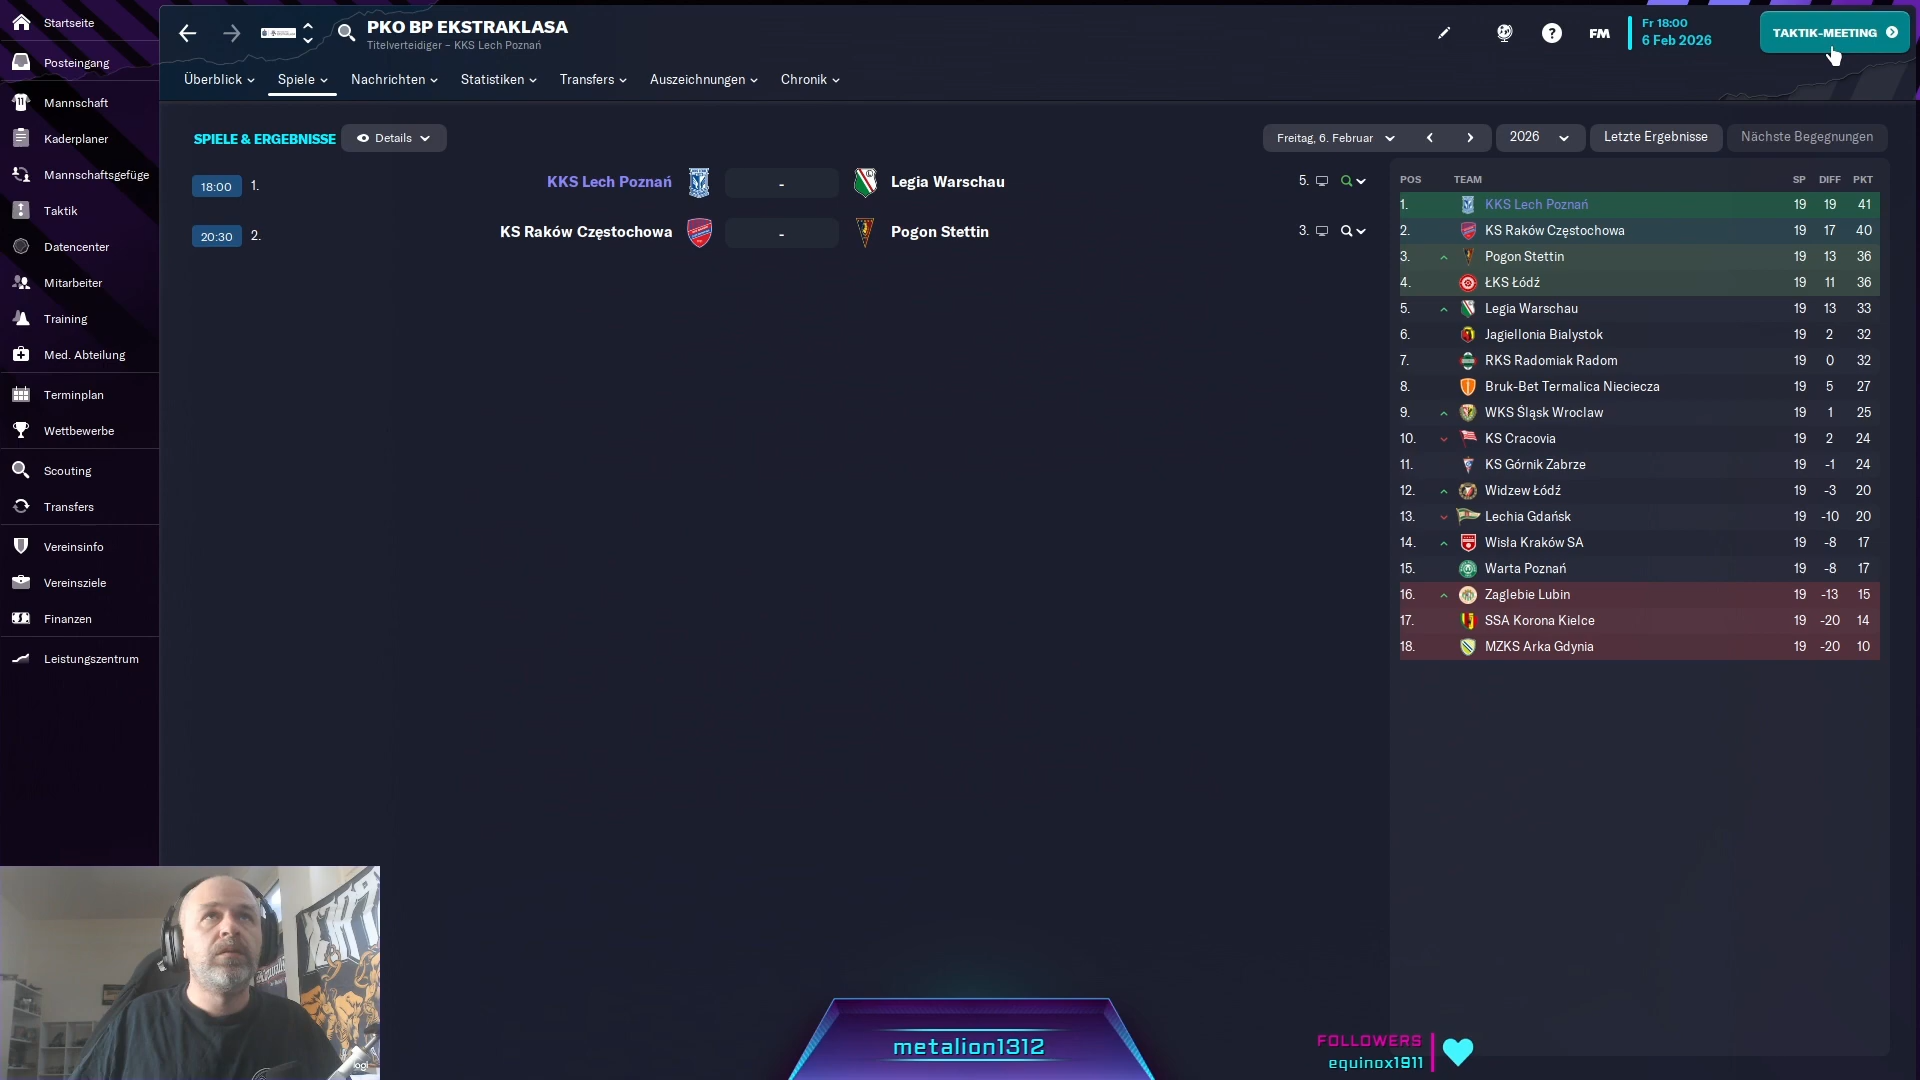 Startseite
Posteingang
Mannschaft
Kaderplaner
Mannschaftsgefüge
Taktik
Datencenter
Mitarbeiter
Training
Med. Abteilung
Terminplan
Wettbewerbe
Scouting
Transfers
Vereinsinfo
Vereinsziele
Finanzen
Leistungszentrum
PKO BP EKSTRAKLASA
Titelverteidiger – KKS Lech Poznań
FM
Fr 18:00
6 Feb 2026
TAKTIK-MEETING
Überblick Spiele Nachrichten Statistiken Transfers Auszeichnungen Chronik
SPIELE & ERGEBNISSE Details
Freitag, 6. Februar 2026 Letzte Ergebnisse Nächste Begegnungen
18:00 1. KKS Lech Poznań - Legia Warschau 5.
20:30 2. KS Raków Częstochowa - Pogon Stettin 3.
POS TEAM SP DIFF PKT
1. KKS Lech Poznań 19 19 41
2. KS Raków Częstochowa 19 17 40
3. Pogon Stettin 19 13 36
4. ŁKS Łódź 19 11 36
5. Legia Warschau 19 13 33
6. Jagiellonia Bialystok 19 2 32
7. RKS Radomiak Radom 19 0 32
8. Bruk-Bet Termalica Nieciecza 19 5 27
9. WKS Śląsk Wroclaw 19 1 25
10. KS Cracovia 19 2 24
11. KS Górnik Zabrze 19 -1 24
12. Widzew Łódź 19 -3 20
13. Lechia Gdańsk 19 -10 20
14. Wisła Kraków SA 19 -8 17
15. Warta Poznań 19 -8 17
16. Zaglebie Lubin 19 -13 15
17. SSA Korona Kielce 19 -20 14
18. MZKS Arka Gdynia 19 -20 10
logi
metalion1312
FOLLOWERS
equinox1911